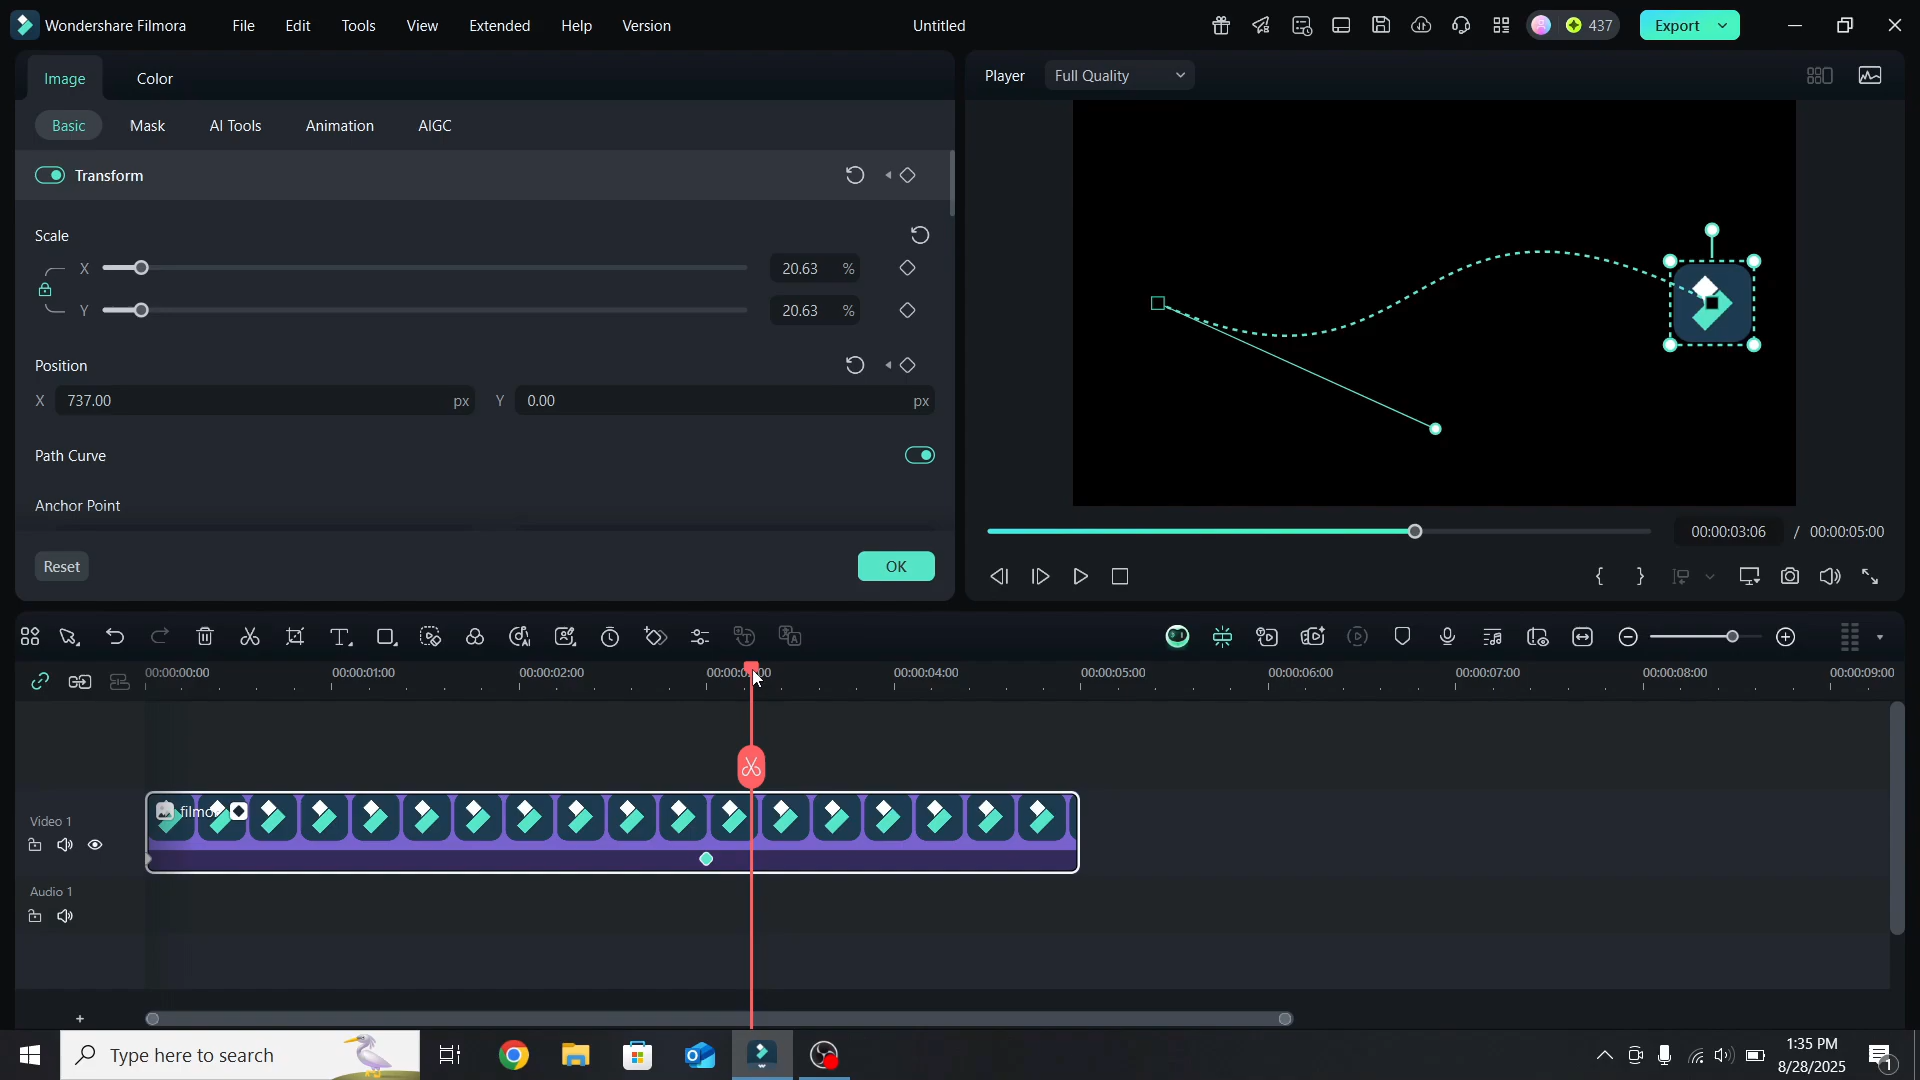 Wondershare Filmora File Edit Tools View Extended Help Version Untitled 437 Export
Image Color
Player Full Quality
Basic Mask AI Tools Animation AIGC
Transform
Scale
X 20.63 %
Y 20.63 %
Position
X 737.00 px Y 0.00 px
Path Curve
Anchor Point
Reset OK
00:00:03:06 / 00:00:05:00
00:00:00:00 00:00:01:00 00:00:02:00 00:00:04:00 00:00:05:00 00:00:06:00 00:00:07:00 00:00:08:00 00:00:09:00
Video 1
Audio 1
Type here to search
1:35 PM
8/28/2025
1